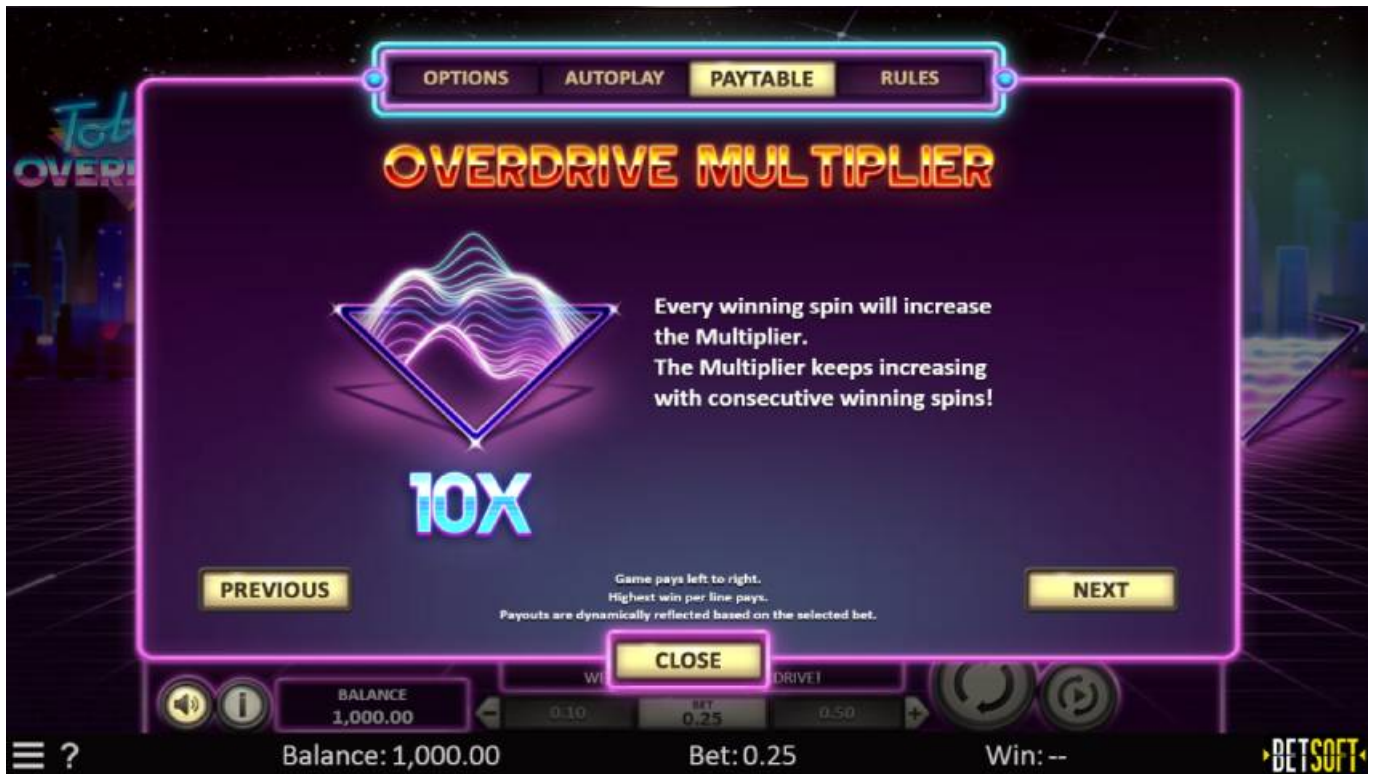 OPTIONS AUTOPLAY PAYTABLE RULES
OVERDRIVE MULTIPLIER
Every winning spin will increase
the Multiplier.
The Multiplier keeps increasing
with consecutive winning spins!
10X
PREVIOUS
Game pays left to right.
Highest win per line pays.
Payouts are dynamically reflected based on the selected bet.
NEXT
CLOSE
BALANCE
1,000.00
0.10
BET
0.25
0.50
Balance: 1,000.00 Bet: 0.25 Win: --
BETSOFT